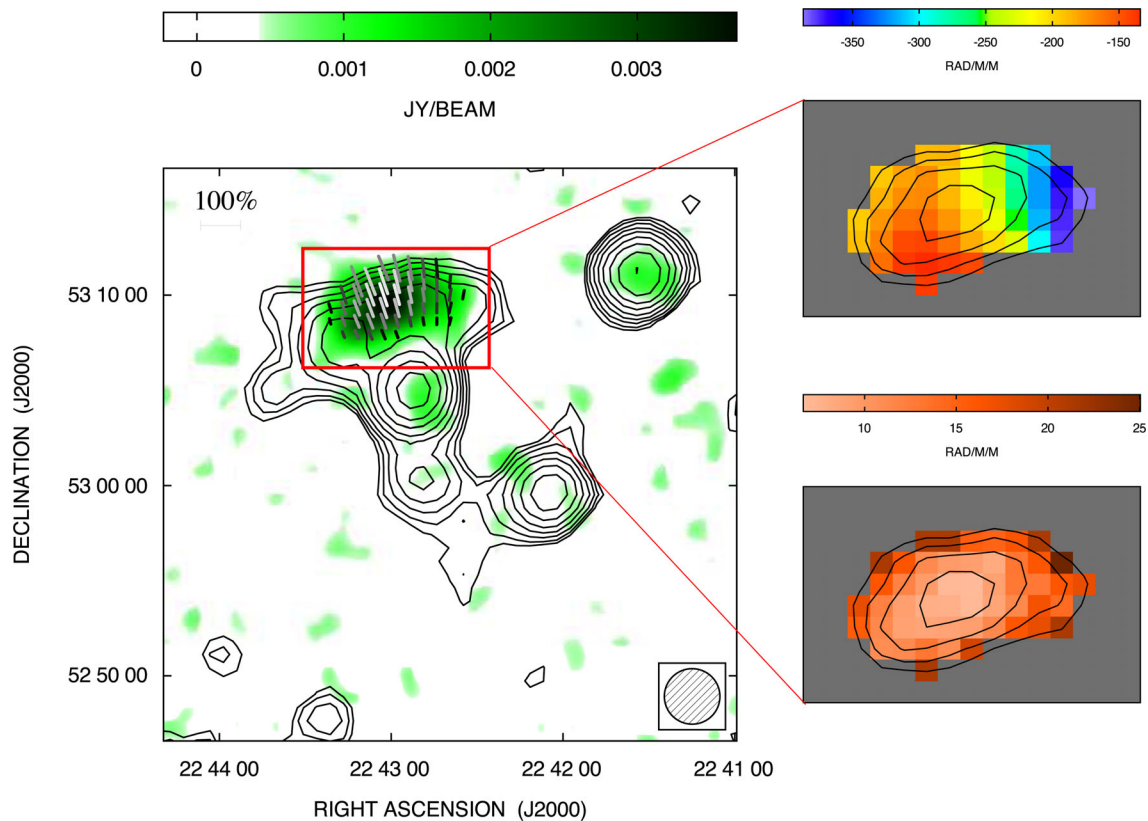 0 0.001 0.002 0.003
JY/BEAM
-350 -300 -250 -200 -150
RAD/M/M
100%
53 10 00
53 00 00
52 50 00
DECLINATION (J2000)
22 44 00 22 43 00 22 42 00 22 41 00
RIGHT ASCENSION (J2000)
10 15 20 25
RAD/M/M